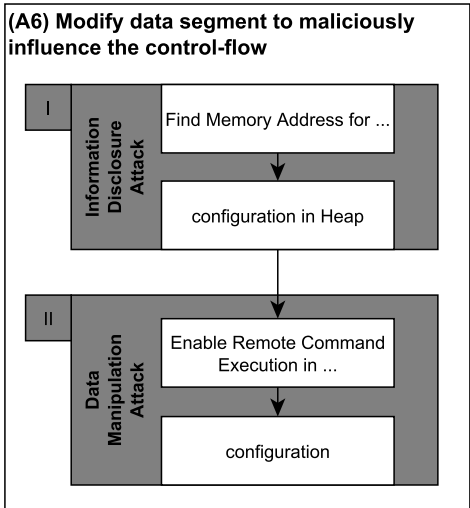 (A6) Modify data segment to maliciously
influence the control-flow
I
Information
Disclosure
Attack
Find Memory Address for ...
configuration in Heap
II
Data
Manipulation
Attack
Enable Remote Command
Execution in ...
configuration